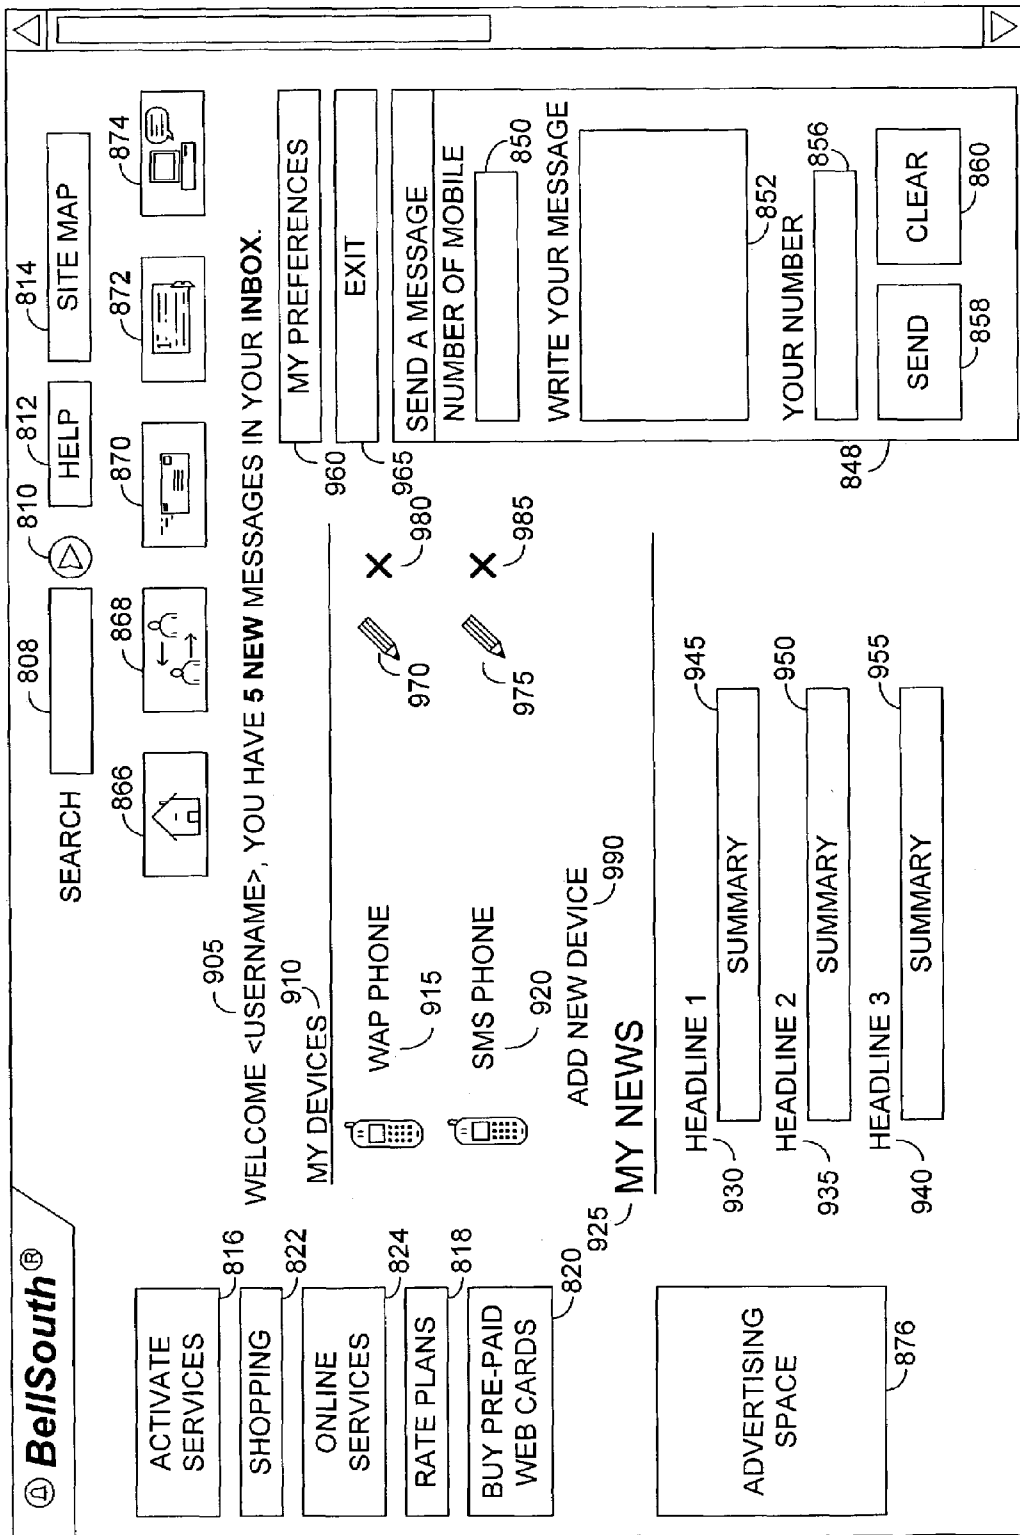 BellSouth®
SEARCH
808
810
HELP
812
SITE MAP
814
866
868
870
872
874
ACTIVATE
SERVICES
816
SHOPPING
822
ONLINE
SERVICES
824
RATE PLANS
818
BUY PRE-PAID
WEB CARDS
820
ADVERTISING
SPACE
876
905
WELCOME <USERNAME>, YOU HAVE 5 NEW MESSAGES IN YOUR INBOX.
MY DEVICES
910
WAP PHONE
915
970
980
SMS PHONE
920
975
985
ADD NEW DEVICE
990
925
MY NEWS
HEADLINE 1
930
SUMMARY
945
HEADLINE 2
935
SUMMARY
950
HEADLINE 3
940
SUMMARY
955
MY PREFERENCES
960
EXIT
965
SEND A MESSAGE
NUMBER OF MOBILE
850
WRITE YOUR MESSAGE
852
YOUR NUMBER
856
SEND
858
CLEAR
860
848